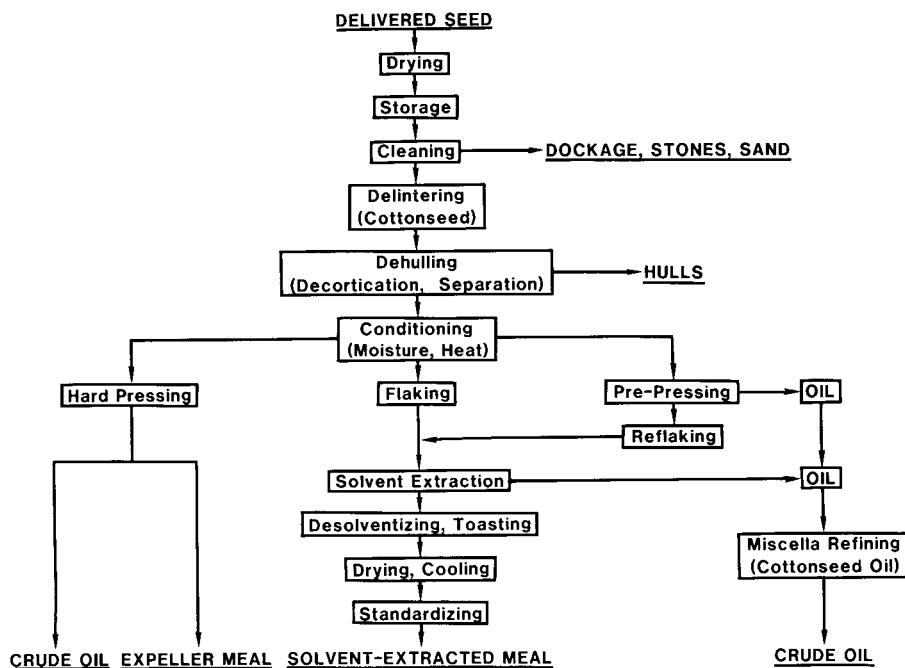 DELIVERED SEED
Drying
Storage
Cleaning
DOCKAGE, STONES, SAND
Delintering
(Cottonseed)
Dehulling
(Decortication, Separation)
HULLS
Conditioning
(Moisture, Heat)
Hard Pressing
Flaking
Pre-Pressing
OIL
Reflaking
Solvent Extraction
OIL
Desolventizing, Toasting
Miscella Refining
(Cottonseed Oil)
Drying, Cooling
Standardizing
CRUDE OIL
EXPELLER MEAL
SOLVENT-EXTRACTED MEAL
CRUDE OIL